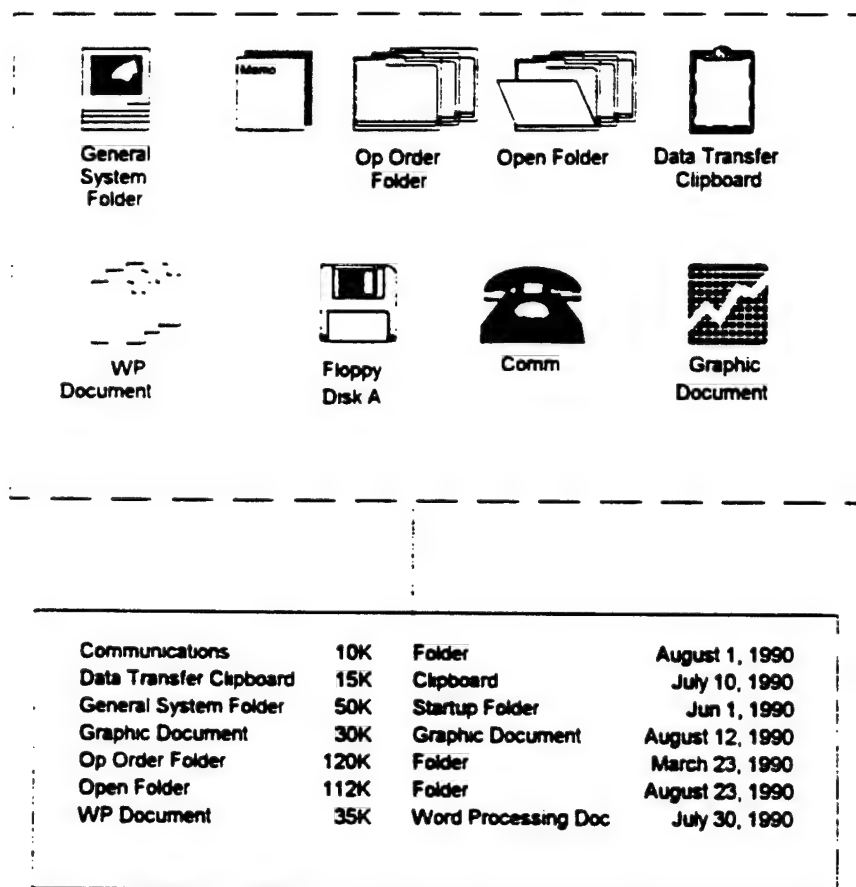 Memo
General
System
Folder
Op Order
Folder
Open Folder
Data Transfer
Clipboard
WP
Document
Floppy
Disk A
Comm
Graphic
Document
Communications 10K Folder August 1, 1990
Data Transfer Clipboard 15K Clipboard July 10, 1990
General System Folder 50K Startup Folder Jun 1, 1990
Graphic Document 30K Graphic Document August 12, 1990
Op Order Folder 120K Folder March 23, 1990
Open Folder 112K Folder August 23, 1990
WP Document 35K Word Processing Doc July 30, 1990